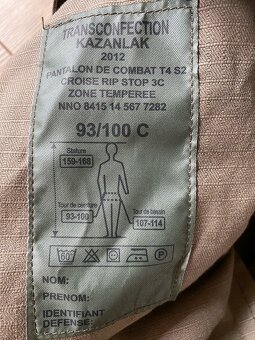 TRANSCONFECTION
KAZANLAK
2012
PANTALON DE COMBAT T4 S2
CROISE RIP STOP 3C
ZONE TEMPEREE
NNO 8415 14 567 7282
93/100 C
Stature
159-168
Tour de ceinture
93-100
Tour de bassin
107-114
60°
P
NOM:
PRENOM:
IDENTIFIANT
DEFENSE: